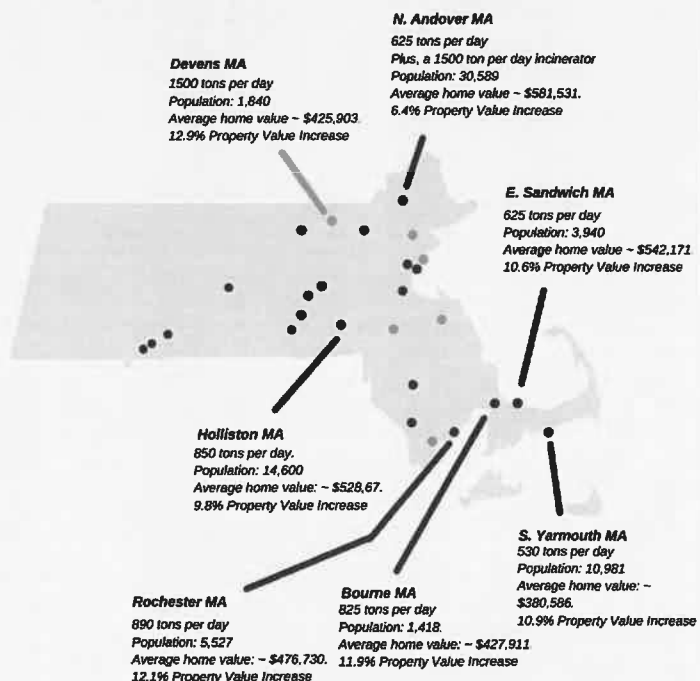 N. Andover MA
625 tons per day
Plus, a 1500 ton per day incinerator
Population: 30,589
Average home value ~ $581,531.
6.4% Property Value Increase
Devens MA
1500 tons per day
Population: 1,840
Average home value ~ $425,903.
12.9% Property Value Increase
E. Sandwich MA
625 tons per day
Population: 3,940
Average home value ~ $542,171
10.6% Property Value Increase
Holliston MA
850 tons per day.
Population: 14,600
Average home value: ~ $528,67.
9.8% Property Value Increase
S. Yarmouth MA
530 tons per day
Population: 10,981
Average home value: ~
$380,586.
10.9% Property Value Increase
Rochester MA
890 tons per day
Population: 5,527
Average home value: ~ $476,730.
12.1% Property Value Increase
Bourne MA
825 tons per day
Population: 1,418.
Average home value: ~ $427,911
11.9% Property Value Increase